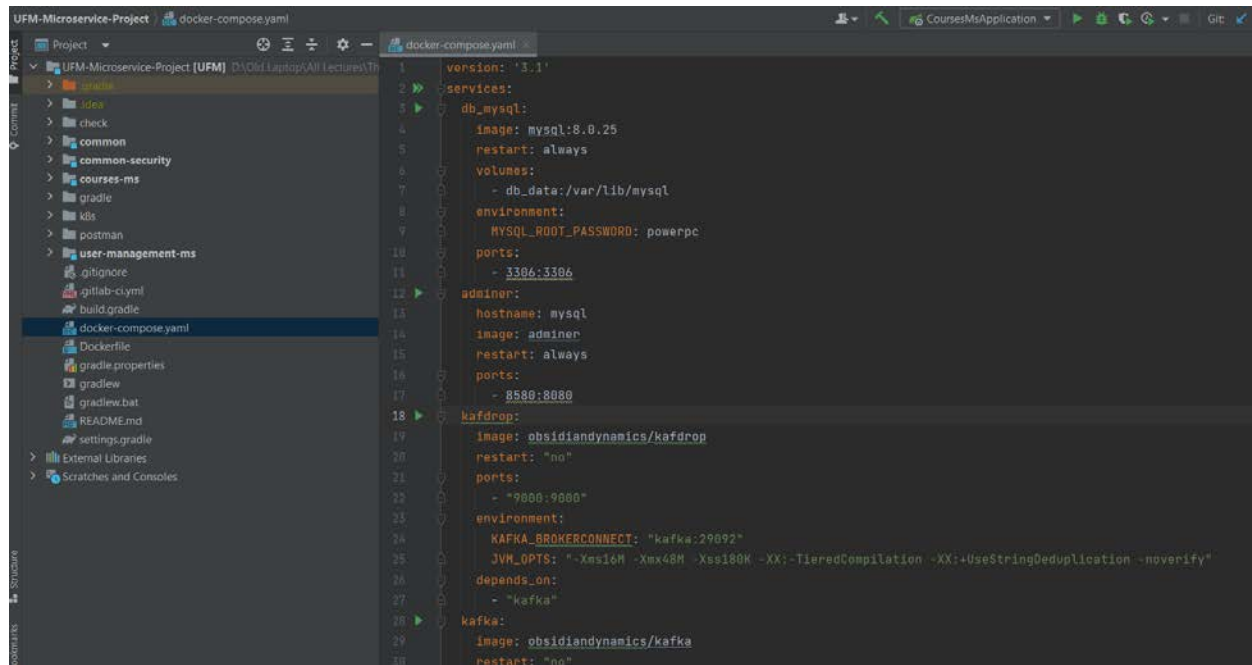 UFM-Microservice-Project docker-compose.yaml
CoursesMsApplication
Git:
Project
docker-compose.yaml
UFM-Microservice-Project [UFM] D:\Old Laptop\All Lectures\Th
.gradle
.idea
check
common
common-security
courses-ms
gradle
k8s
postman
user-management-ms
.gitignore
.gitlab-ci.yml
build.gradle
docker-compose.yaml
Dockerfile
gradle.properties
gradlew
gradlew.bat
README.md
settings.gradle
External Libraries
Scratches and Consoles
Project
Commit
Structure
ookmarks
1 version: '3.1'
2 services:
3 db_mysql:
4 image: mysql:8.0.25
5 restart: always
6 volumes:
7 - db_data:/var/lib/mysql
8 environment:
9 MYSQL_ROOT_PASSWORD: powerpc
10 ports:
11 - 3306:3306
12 adminer:
13 hostname: mysql
14 image: adminer
15 restart: always
16 ports:
17 - 8580:8080
18 kafdrop:
19 image: obsidiandynamics/kafdrop
20 restart: "no"
21 ports:
22 - "9000:9000"
23 environment:
24 KAFKA_BROKERCONNECT: "kafka:29092"
25 JVM_OPTS: "-Xms16M -Xmx48M -Xss180K -XX:-TieredCompilation -XX:+UseStringDeduplication -noverify"
26 depends_on:
27 - "kafka"
28 kafka:
29 image: obsidiandynamics/kafka
30 restart: "no"